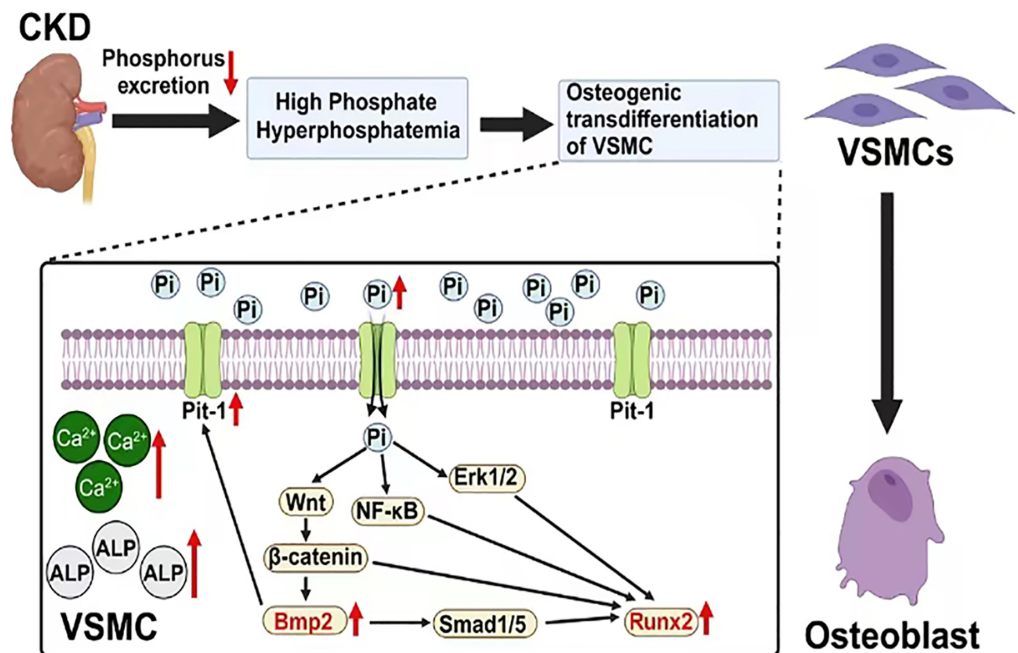 CKD
Phosphorus
excretion
High Phosphate
Hyperphosphatemia
Osteogenic
transdifferentiation
of VSMC
VSMCs
Pi
Pi
Pi
Pi
Pi
Pi
Pi
Pi
Pi
Pi
Pi
Pit-1
Pit-1
Ca²⁺
Ca²⁺
Ca²⁺
Pi
Erk1/2
Wnt
NF-κB
β-catenin
ALP
ALP
ALP
Bmp2
Smad1/5
Runx2
VSMC
Osteoblast